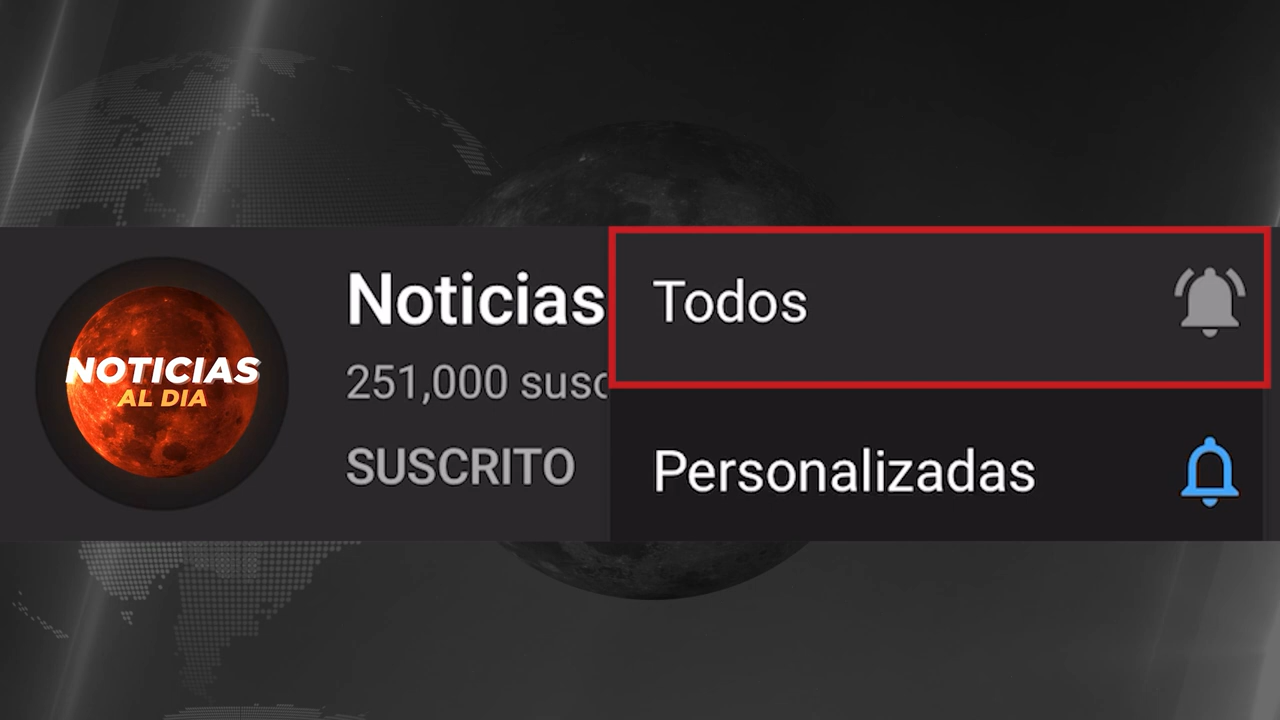 NOTICIAS
AL DIA
Noticias
251,000 susc
SUSCRITO
Todos
Personalizadas